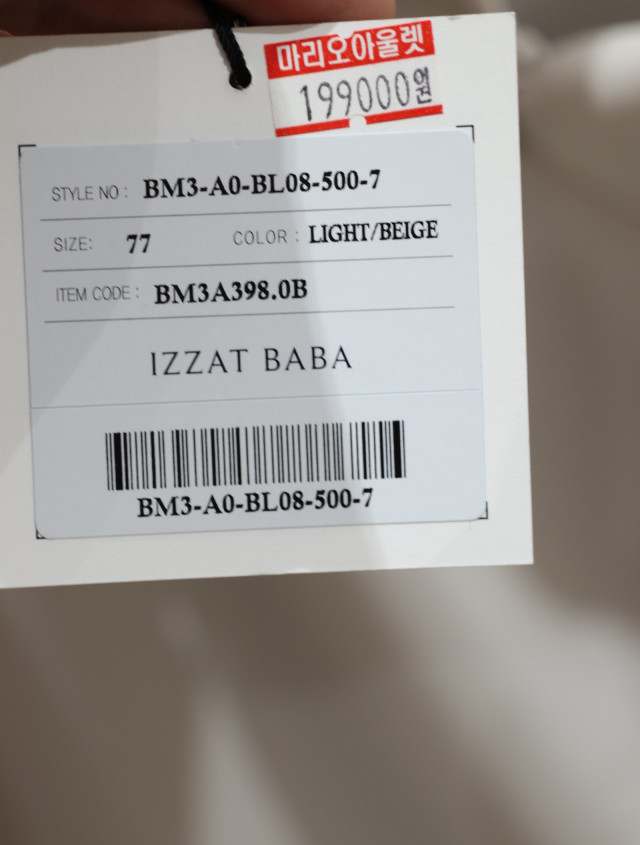 마리오아울렛
199000원
STYLE NO : BM3-A0-BL08-500-7
SIZE: 77 COLOR : LIGHT/BEIGE
ITEM CODE : BM3A398.0B
IZZAT BABA
BM3-A0-BL08-500-7